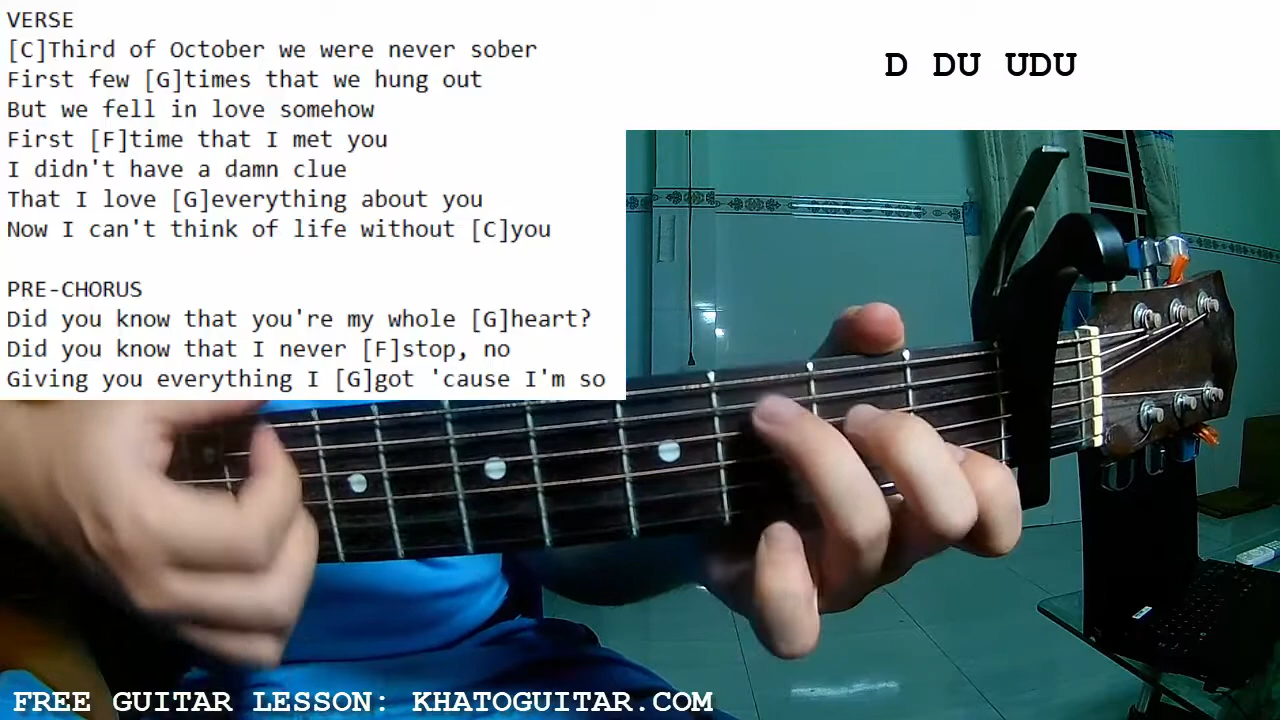 VERSE
[C]Third of October we were never sober
First few [G]times that we hung out
But we fell in love somehow
First [F]time that I met you
I didn't have a damn clue
That I love [G]everything about you
Now I can't think of life without [C]you
PRE-CHORUS
Did you know that you're my whole [G]heart?
Did you know that I never [F]stop, no
Giving you everything I [G]got 'cause I'm so
D DU UDU
FREE GUITAR LESSON: KHATOGUITAR.COM